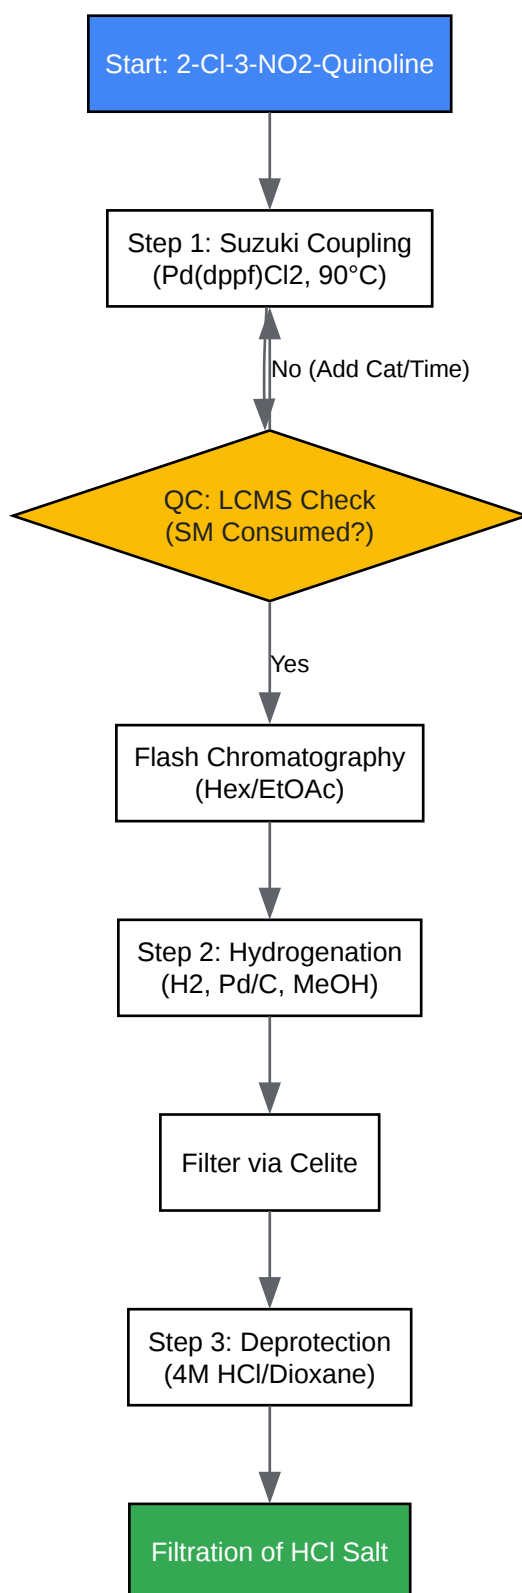 Start: 2-Cl-3-NO2-Quinoline
Step 1: Suzuki Coupling
(Pd(dppf)Cl2, 90°C)
No (Add Cat/Time)
QC: LCMS Check
(SM Consumed?)
Yes
Flash Chromatography
(Hex/EtOAc)
Step 2: Hydrogenation
(H2, Pd/C, MeOH)
Filter via Celite
Step 3: Deprotection
(4M HCl/Dioxane)
Filtration of HCl Salt